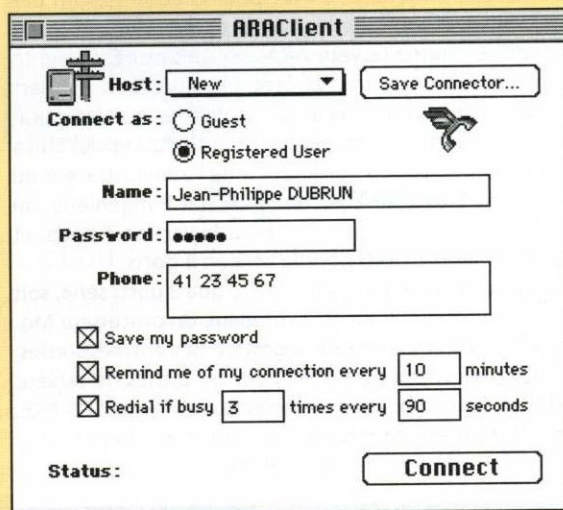 ARAClient
Host: New Save Connector...
Connect as: Guest
Registered User
Name: Jean-Philippe DUBRUN
Password: •••••
Phone: 41 23 45 67
Save my password
Remind me of my connection every 10 minutes
Redial if busy 3 times every 90 seconds
Status: Connect